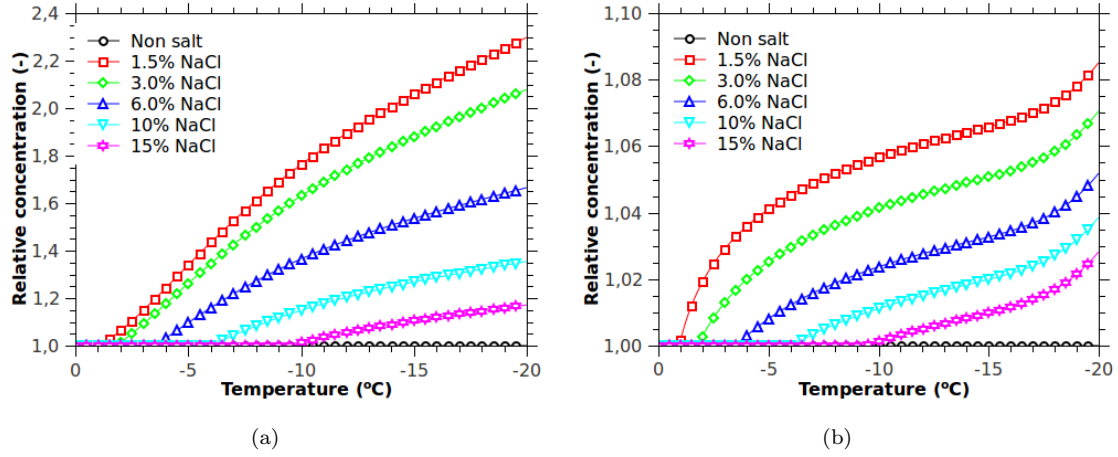 2,4
2,2
2,0
1,8
1,6
1,4
1,2
1,0
Relative concentration (-)
Non salt
1.5% NaCl
3.0% NaCl
6.0% NaCl
10% NaCl
15% NaCl
0 -5 -10 -15 -20
Temperature (ºC)
(a)
1,10
1,08
1,06
1,04
1,02
1,00
Relative concentration (-)
Non salt
1.5% NaCl
3.0% NaCl
6.0% NaCl
10% NaCl
15% NaCl
0 -5 -10 -15 -20
Temperature (ºC)
(b)